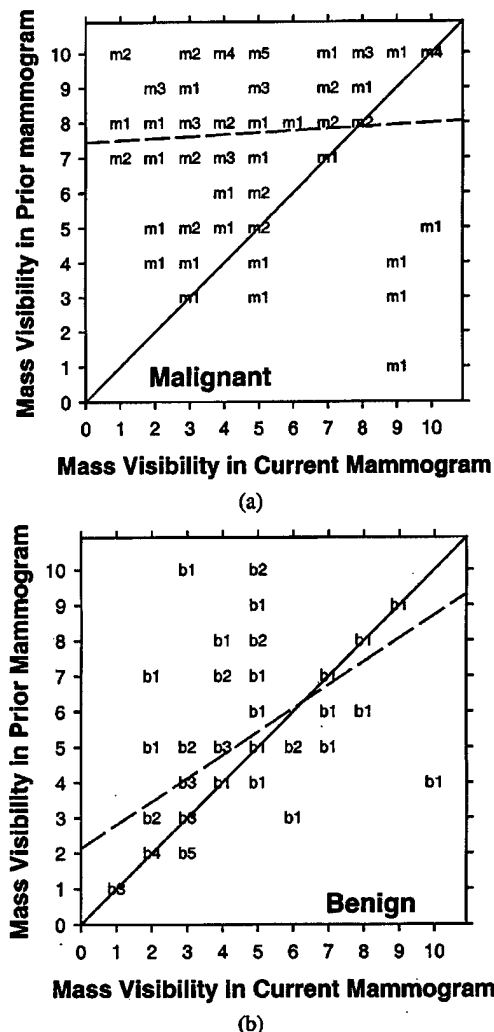 Mass Visibility in Prior mammogram
10 m2 m2 m4 m5 m1 m3 m1 m4
9 m3 m1 m3 m2 m1
8 m1 m1 m3 m2 m1 m1 m2 m2
7 m2 m1 m2 m3 m1 m1
6 m1 m2
5 m1 m2 m1 m2 m1
4 m1 m1 m1 m1
3 m1 m1 m1
2
1 m1
Malignant
0
0 1 2 3 4 5 6 7 8 9 10
Mass Visibility in Current Mammogram
(a)
Mass Visibility in Prior Mammogram
10 b1 b2
9 b1 b1
8 b1 b2 b1
7 b1 b2 b1 b1
6 b1 b1 b1
5 b1 b2 b3 b1 b2 b1
4 b3 b1 b1 b1
3 b2 b3 b1
2 b4 b5
1 b3
Benign
0
0 1 2 3 4 5 6 7 8 9 10
Mass Visibility in Current Mammogram
(b)